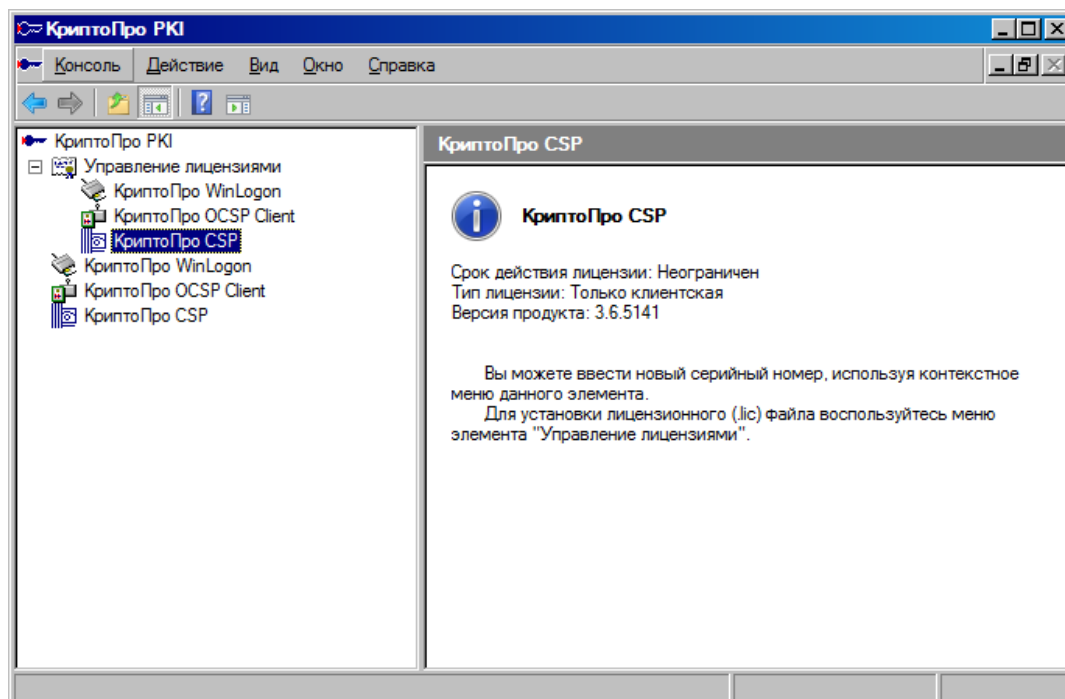 КриптоПро PKI
Консоль Действие Вид Окно Справка
КриптоПро PKI
Управление лицензиями
КриптоПро WinLogon
КриптоПро OCSP Client
КриптоПро CSP
КриптоПро WinLogon
КриптоПро OCSP Client
КриптоПро CSP
КриптоПро CSP
КриптоПро CSP
Срок действия лицензии: Неограничен
Тип лицензии: Только клиентская
Версия продукта: 3.6.5141
Вы можете ввести новый серийный номер, используя контекстное
меню данного элемента.
Для установки лицензионного (.lic) файла воспользуйтесь меню
элемента "Управление лицензиями".